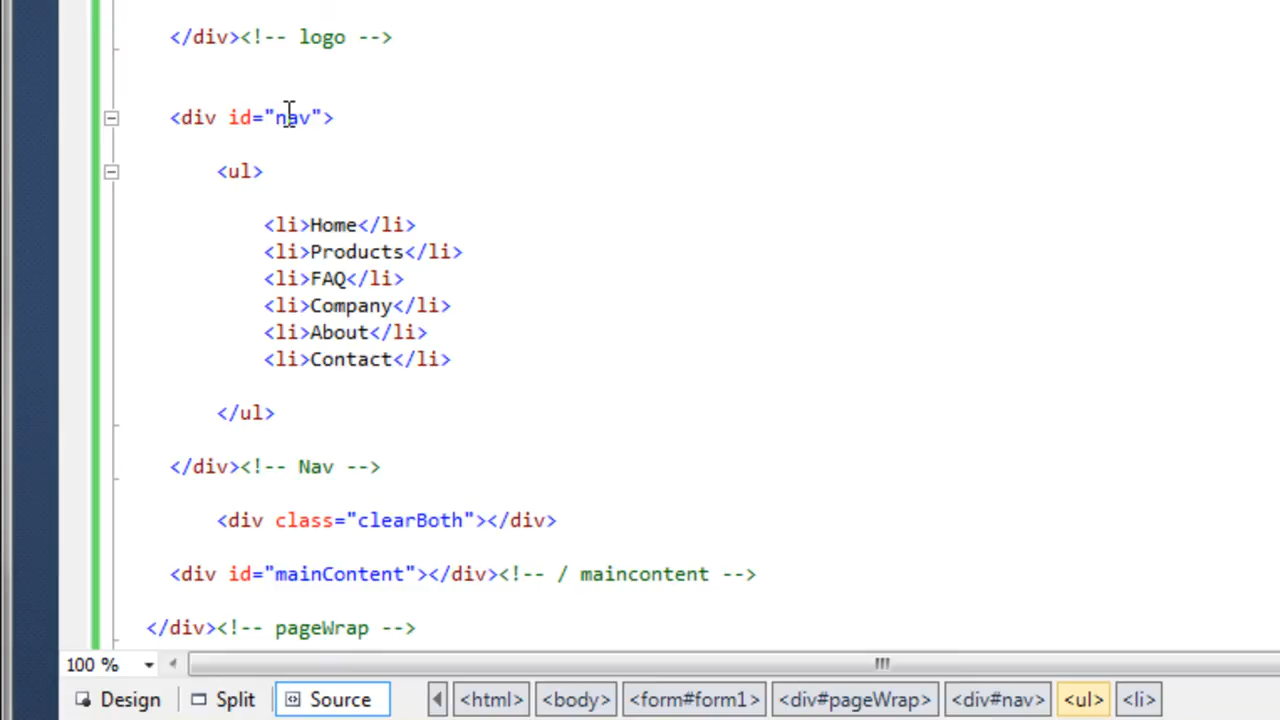 </div><!-- logo -->
<div id="nav">
<ul>
<li>Home</li>
<li>Products</li>
<li>FAQ</li>
<li>Company</li>
<li>About</li>
<li>Contact</li>
</ul>
</div><!-- Nav -->
<div class="clearBoth"></div>
<div id="mainContent"></div><!-- / maincontent -->
</div><!-- pageWrap -->
100 %
Design Split Source <html> <body> <form#form1> <div#pageWrap> <div#nav> <ul> <li>